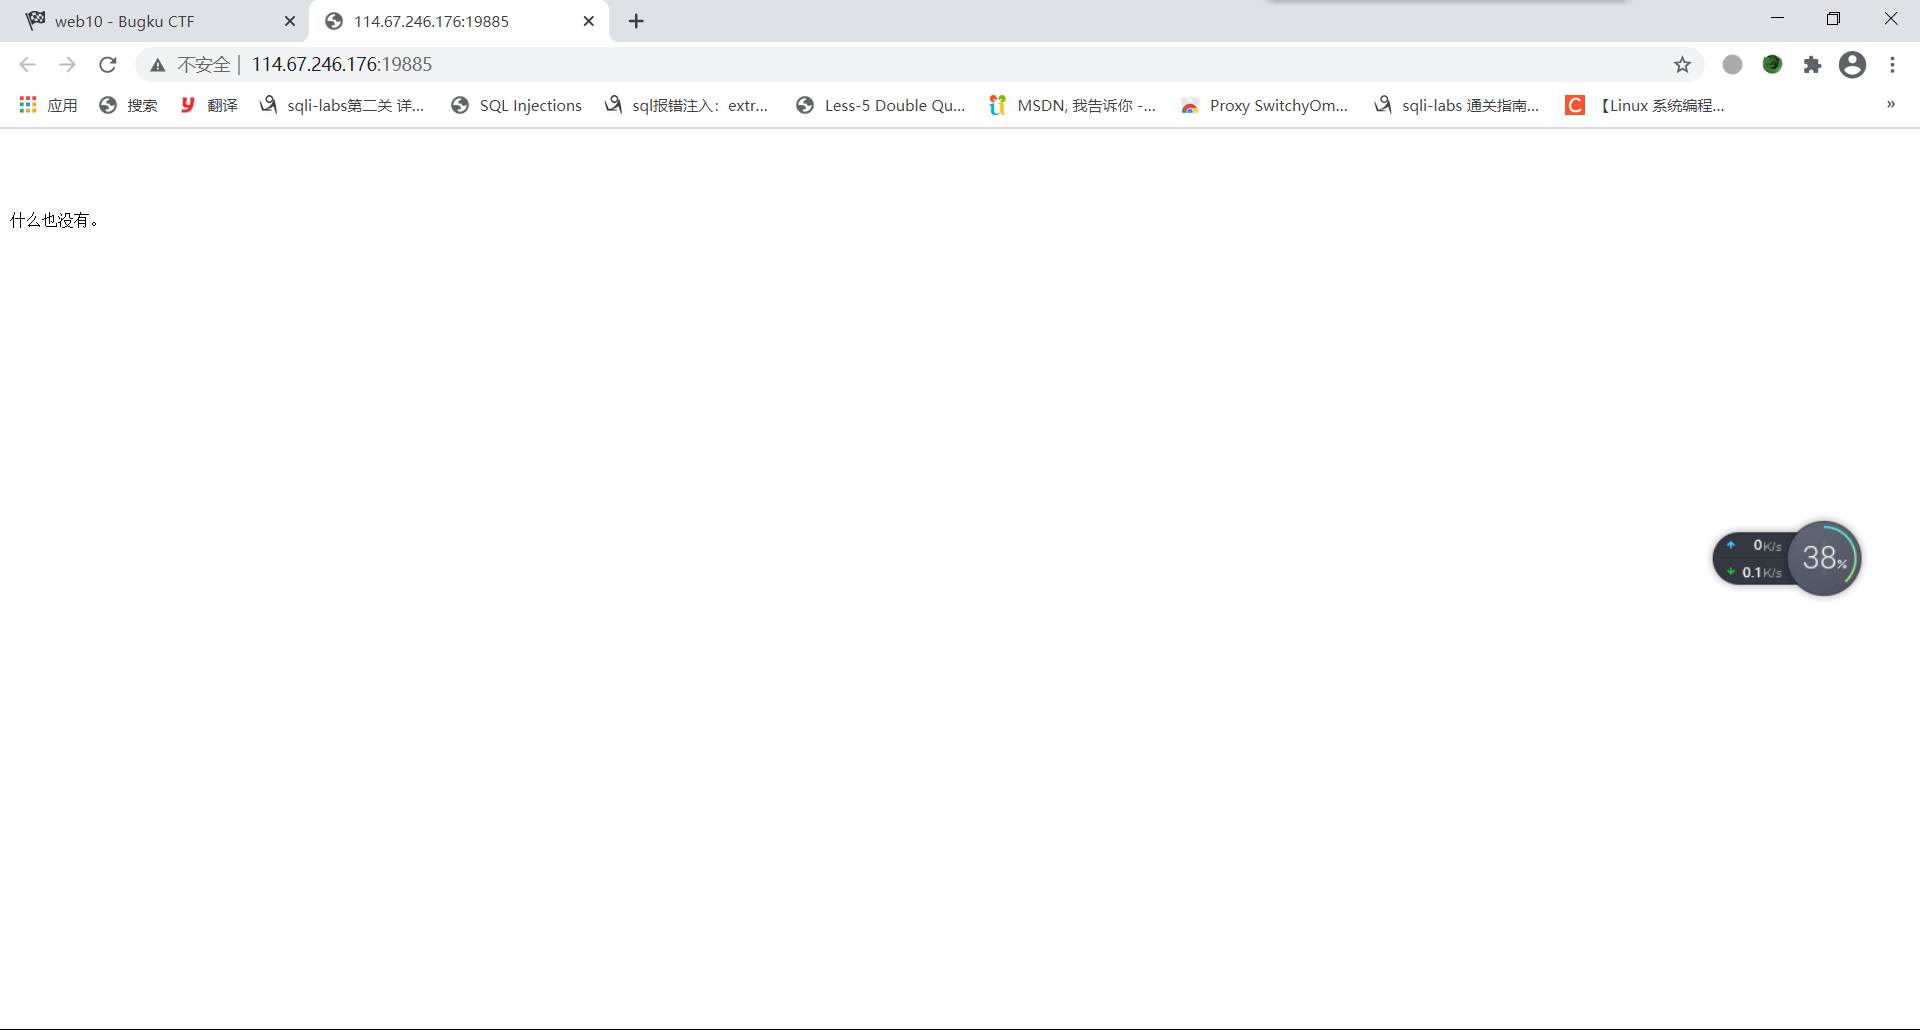 web10 - Bugku CTF
114.67.246.176:19885
不安全 | 114.67.246.176:19885
应用 搜索 翻译 sqli-labs第二关 详... SQL Injections sql报错注入：extr... Less-5 Double Qu... MSDN, 我告诉你 -... Proxy SwitchyOm... sqli-labs 通关指南... 【Linux 系统编程... »
什么也没有。
0K/s
0.1K/s
38%